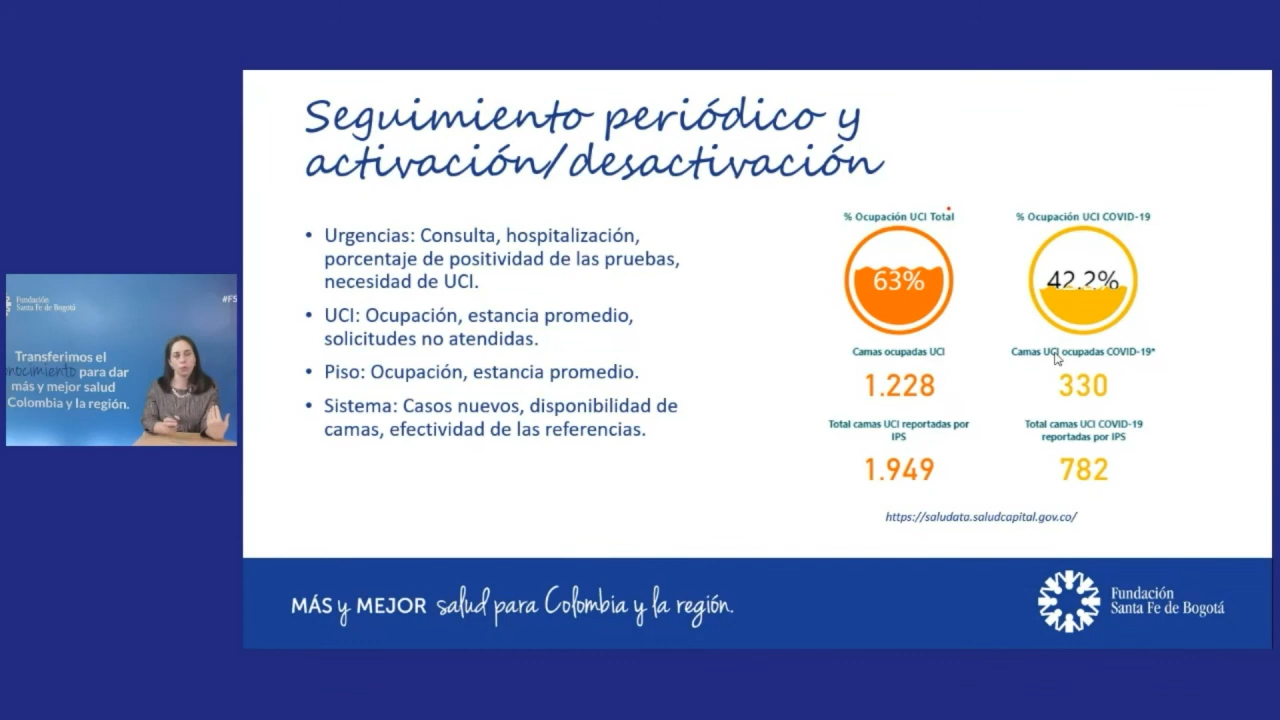 Seguimiento periódico y
activación/desactivación
• Urgencias: Consulta, hospitalización,
porcentaje de positividad de las pruebas,
necesidad de UCI.
• UCI: Ocupación, estancia promedio,
solicitudes no atendidas.
• Piso: Ocupación, estancia promedio.
• Sistema: Casos nuevos, disponibilidad de
camas, efectividad de las referencias.
% Ocupación UCI Total
63%
Camas ocupadas UCI
1.228
Total camas UCI reportadas por
IPS
1.949
% Ocupación UCI COVID-19
42.2%
Camas UCI ocupadas COVID-19*
330
Total camas UCI COVID-19
reportadas por IPS
782
https://saludata.saludcapital.gov.co/
MÁS y MEJOR salud para Colombia y la región.
Fundación
Santa Fe de Bogotá
Fundación
Santa Fe de Bogotá
#FS
Transferimos el
nocimiento para dar
más y mejor salud
Colombia y la región.